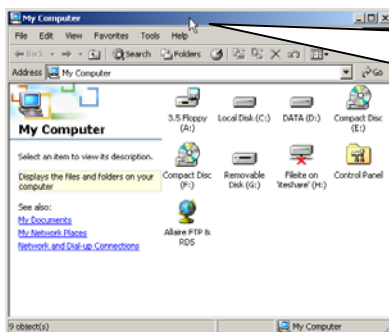 My Computer
File Edit View Favorites Tools Help
Back Search Folders
Address My Computer Go
My Computer
Select an item to view its description.
Displays the files and folders on your
computer
See also:
My Documents
My Network Places
Network and Dial-up Connections
3.5 Floppy
(A:)
Local Disk (C:)
DATA (D:)
Compact Disc
(E:)
Compact Disc
(F:)
Removable
Disk (G:)
Fileite on
'iteshare' (H:)
Control Panel
Allaire FTP &
RDS
9 object(s) My Computer